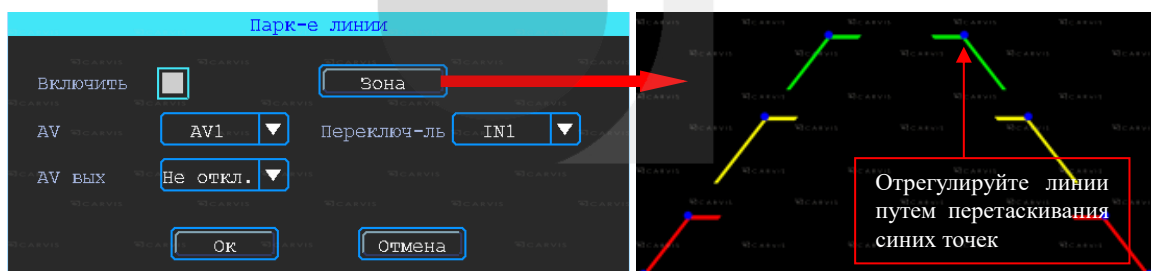 Парк-е линии
Включить
Зона
AV
AV1
Переключ-ль
IN1
AV вых
Не откл.
Ок
Отмена
Отрегулируйте линии
путем перетаскивания
синих точек
CARVIS